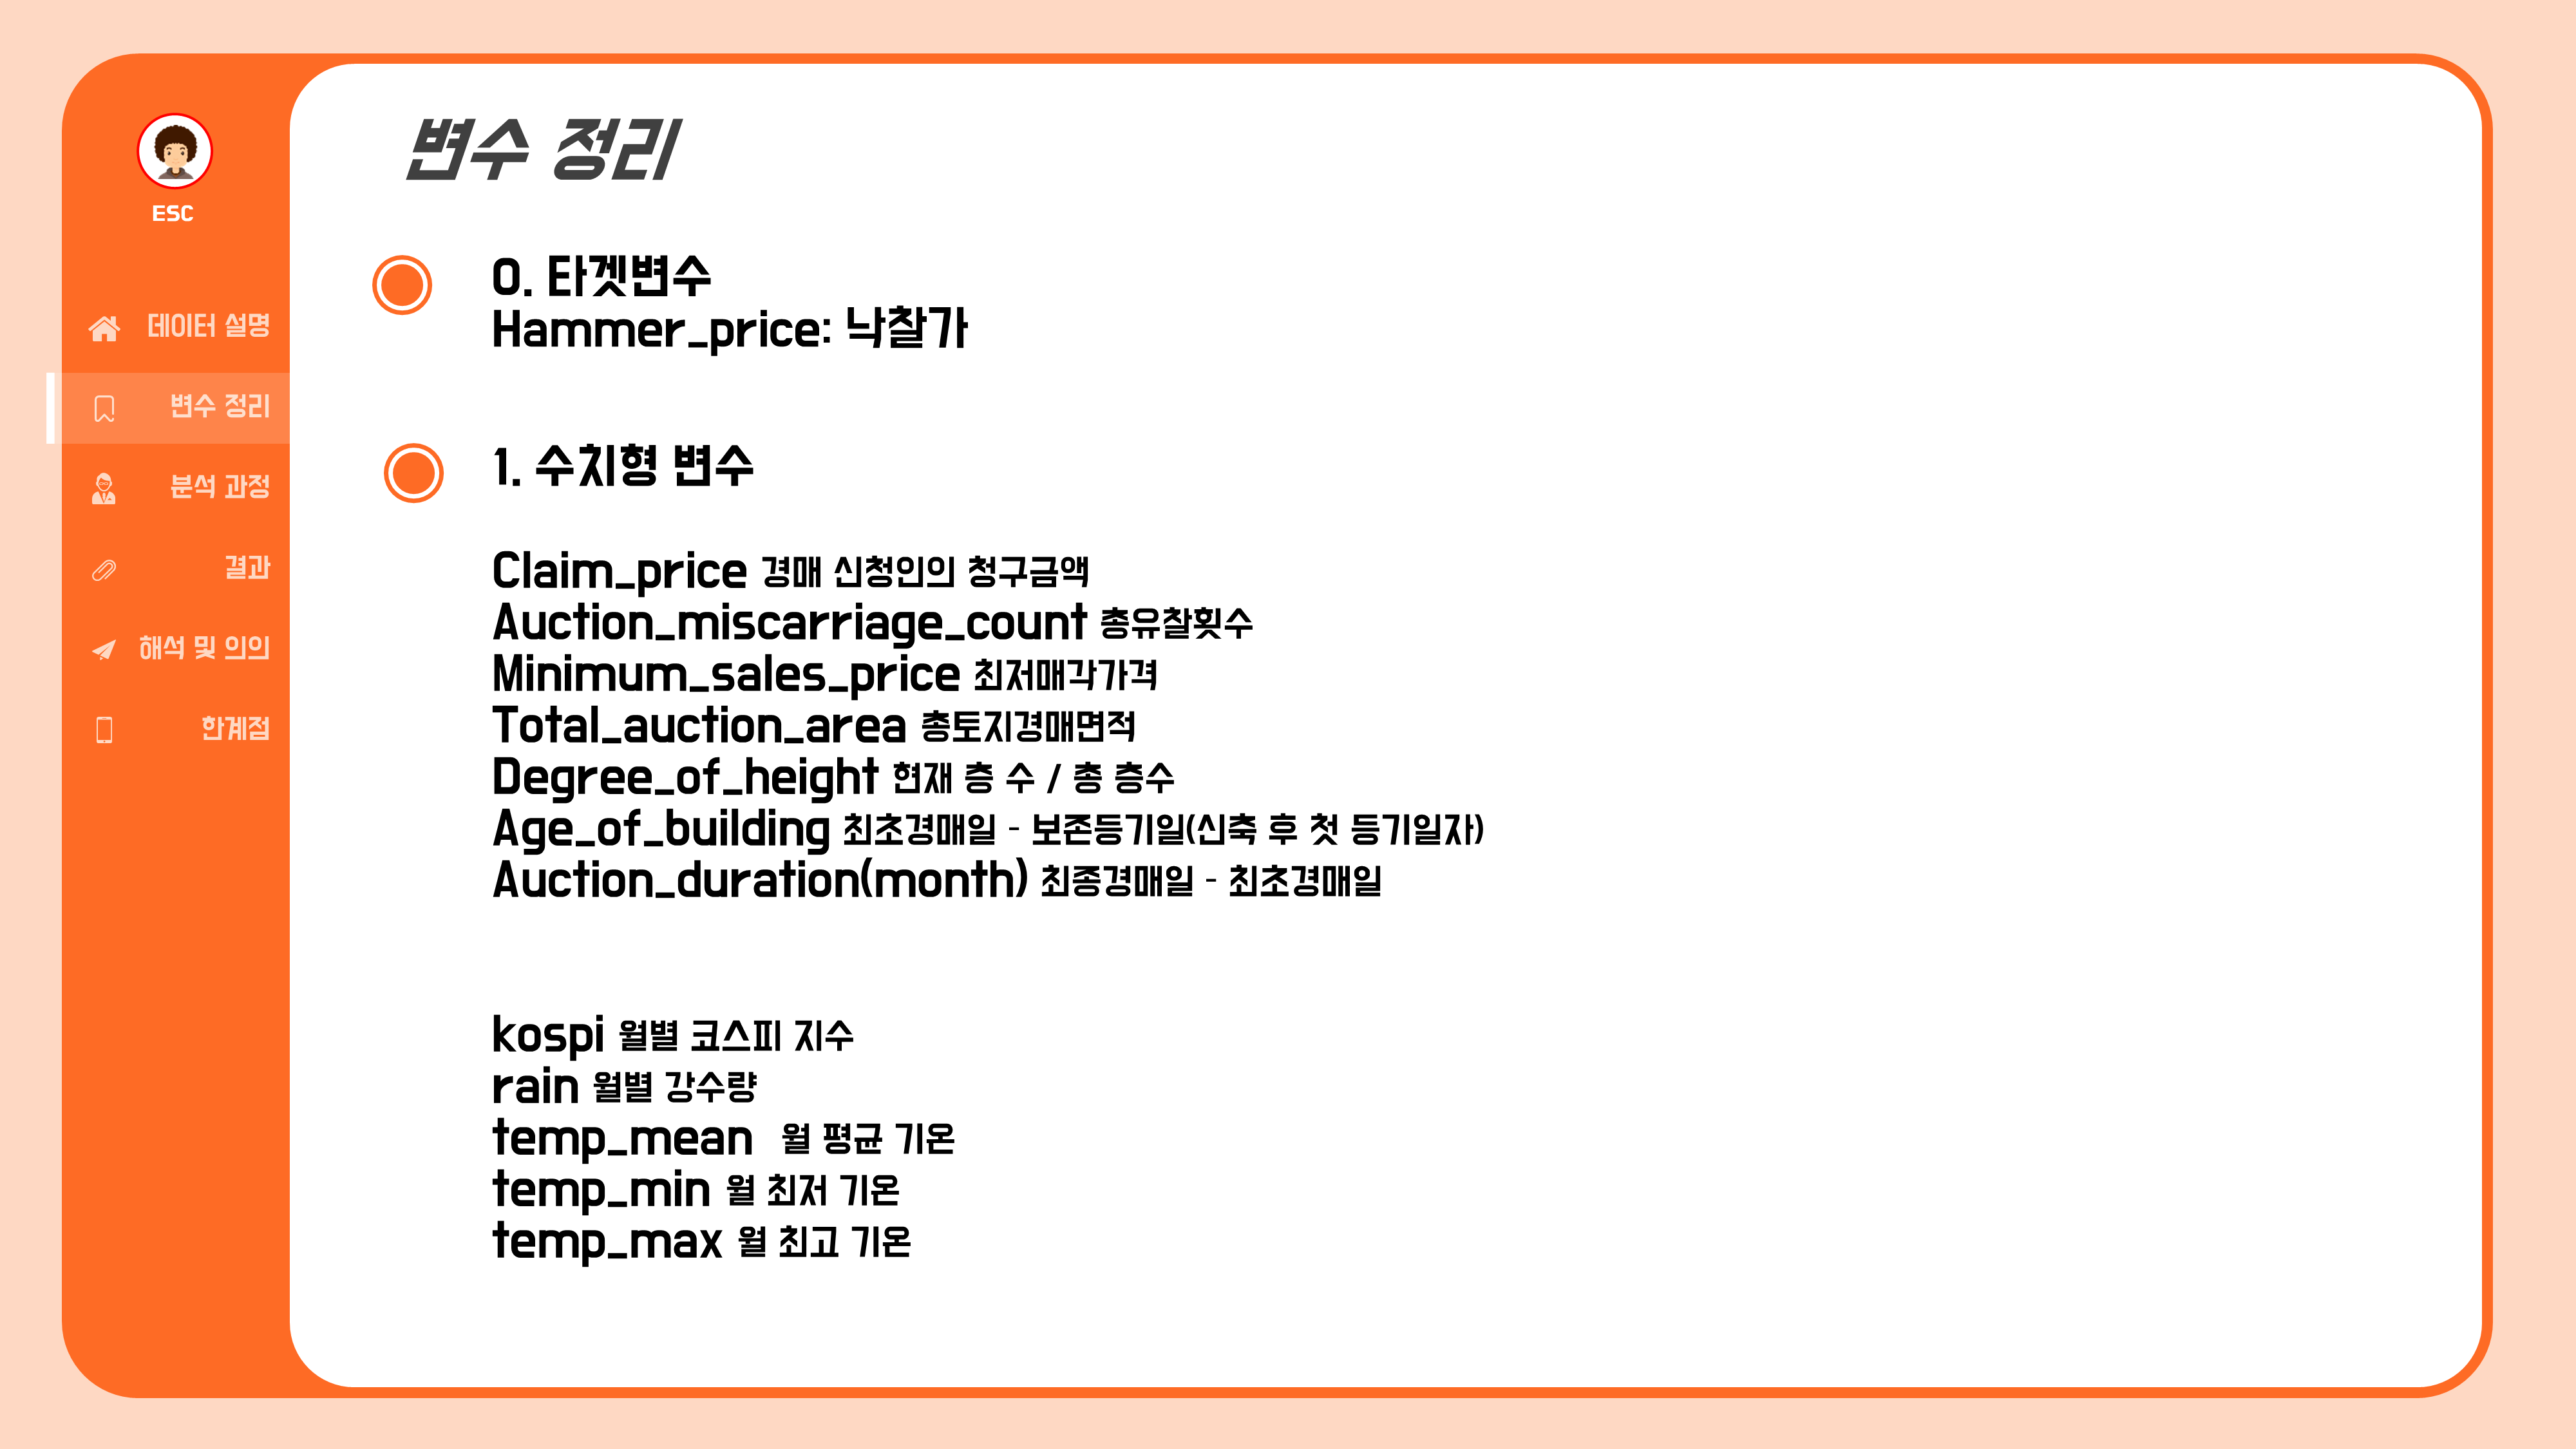 ESC
데이터 설명
변수 정리
분석 과정
결과
해석 및 의의
한계점
변수 정리
0. 타겟변수
Hammer_price: 낙찰가
1. 수치형 변수
Claim_price 경매 신청인의 청구금액
Auction_miscarriage_count 총유찰횟수
Minimum_sales_price 최저매각가격
Total_auction_area 총토지경매면적
Degree_of_height 현재 층 수 / 총 층수
Age_of_building 최초경매일 - 보존등기일(신축 후 첫 등기일자)
Auction_duration(month) 최종경매일 - 최초경매일
kospi 월별 코스피 지수
rain 월별 강수량
temp_mean 월 평균 기온
temp_min 월 최저 기온
temp_max 월 최고 기온